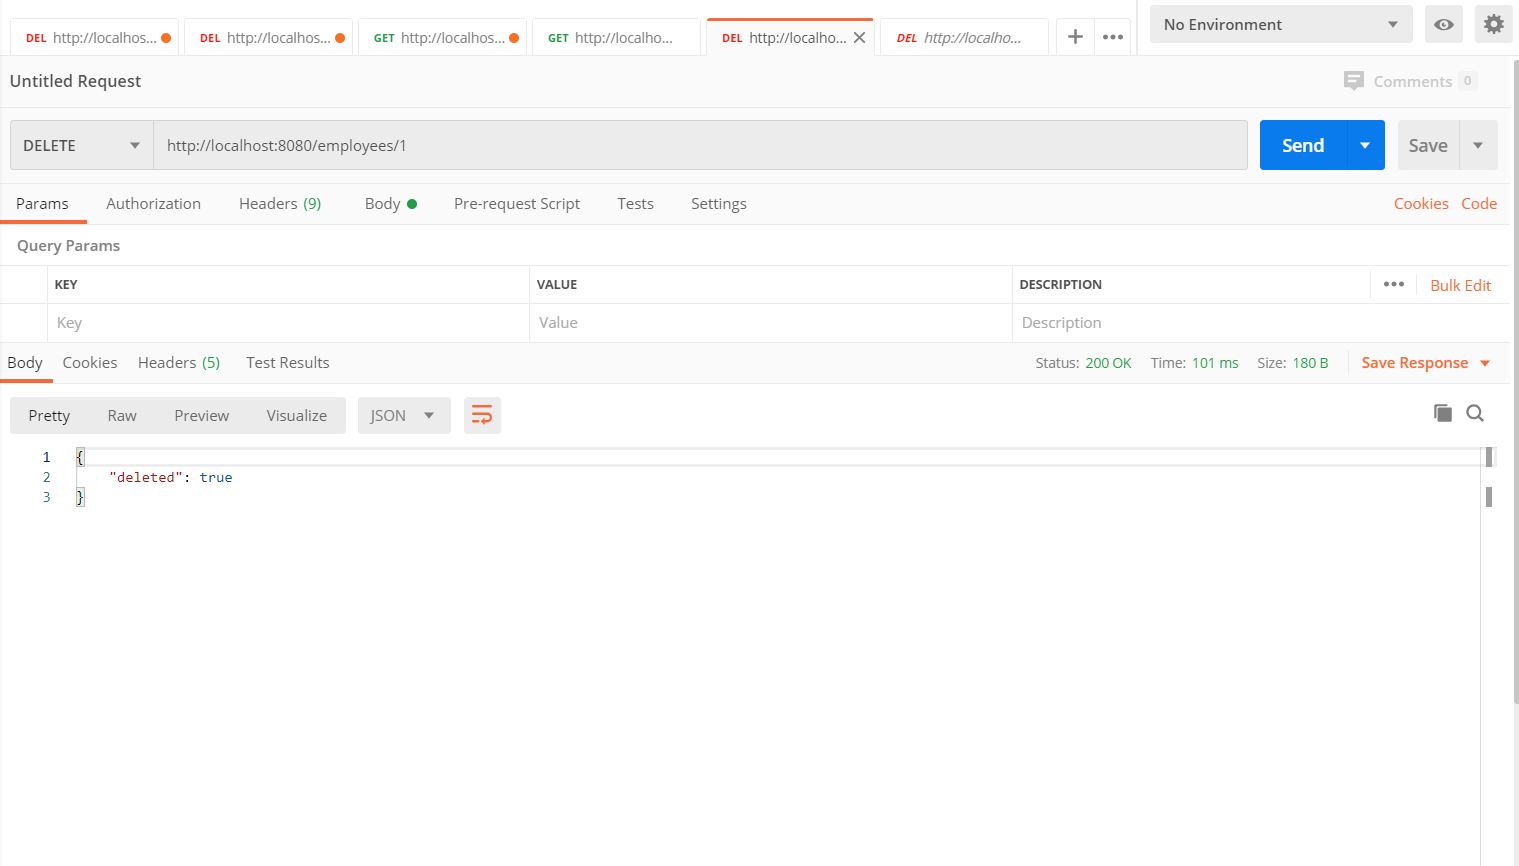 DEL http://localhos... DEL http://localhos... GET http://localhos... GET http://localho... DEL http://localho... DEL http://localho... No Environment
Untitled Request Comments 0
DELETE http://localhost:8080/employees/1 Send Save
Params Authorization Headers (9) Body Pre-request Script Tests Settings Cookies Code
Query Params
KEY VALUE DESCRIPTION ••• Bulk Edit
Key Value Description
Body Cookies Headers (5) Test Results Status: 200 OK Time: 101 ms Size: 180 B Save Response
Pretty Raw Preview Visualize JSON
1 {
2 "deleted": true
3 }